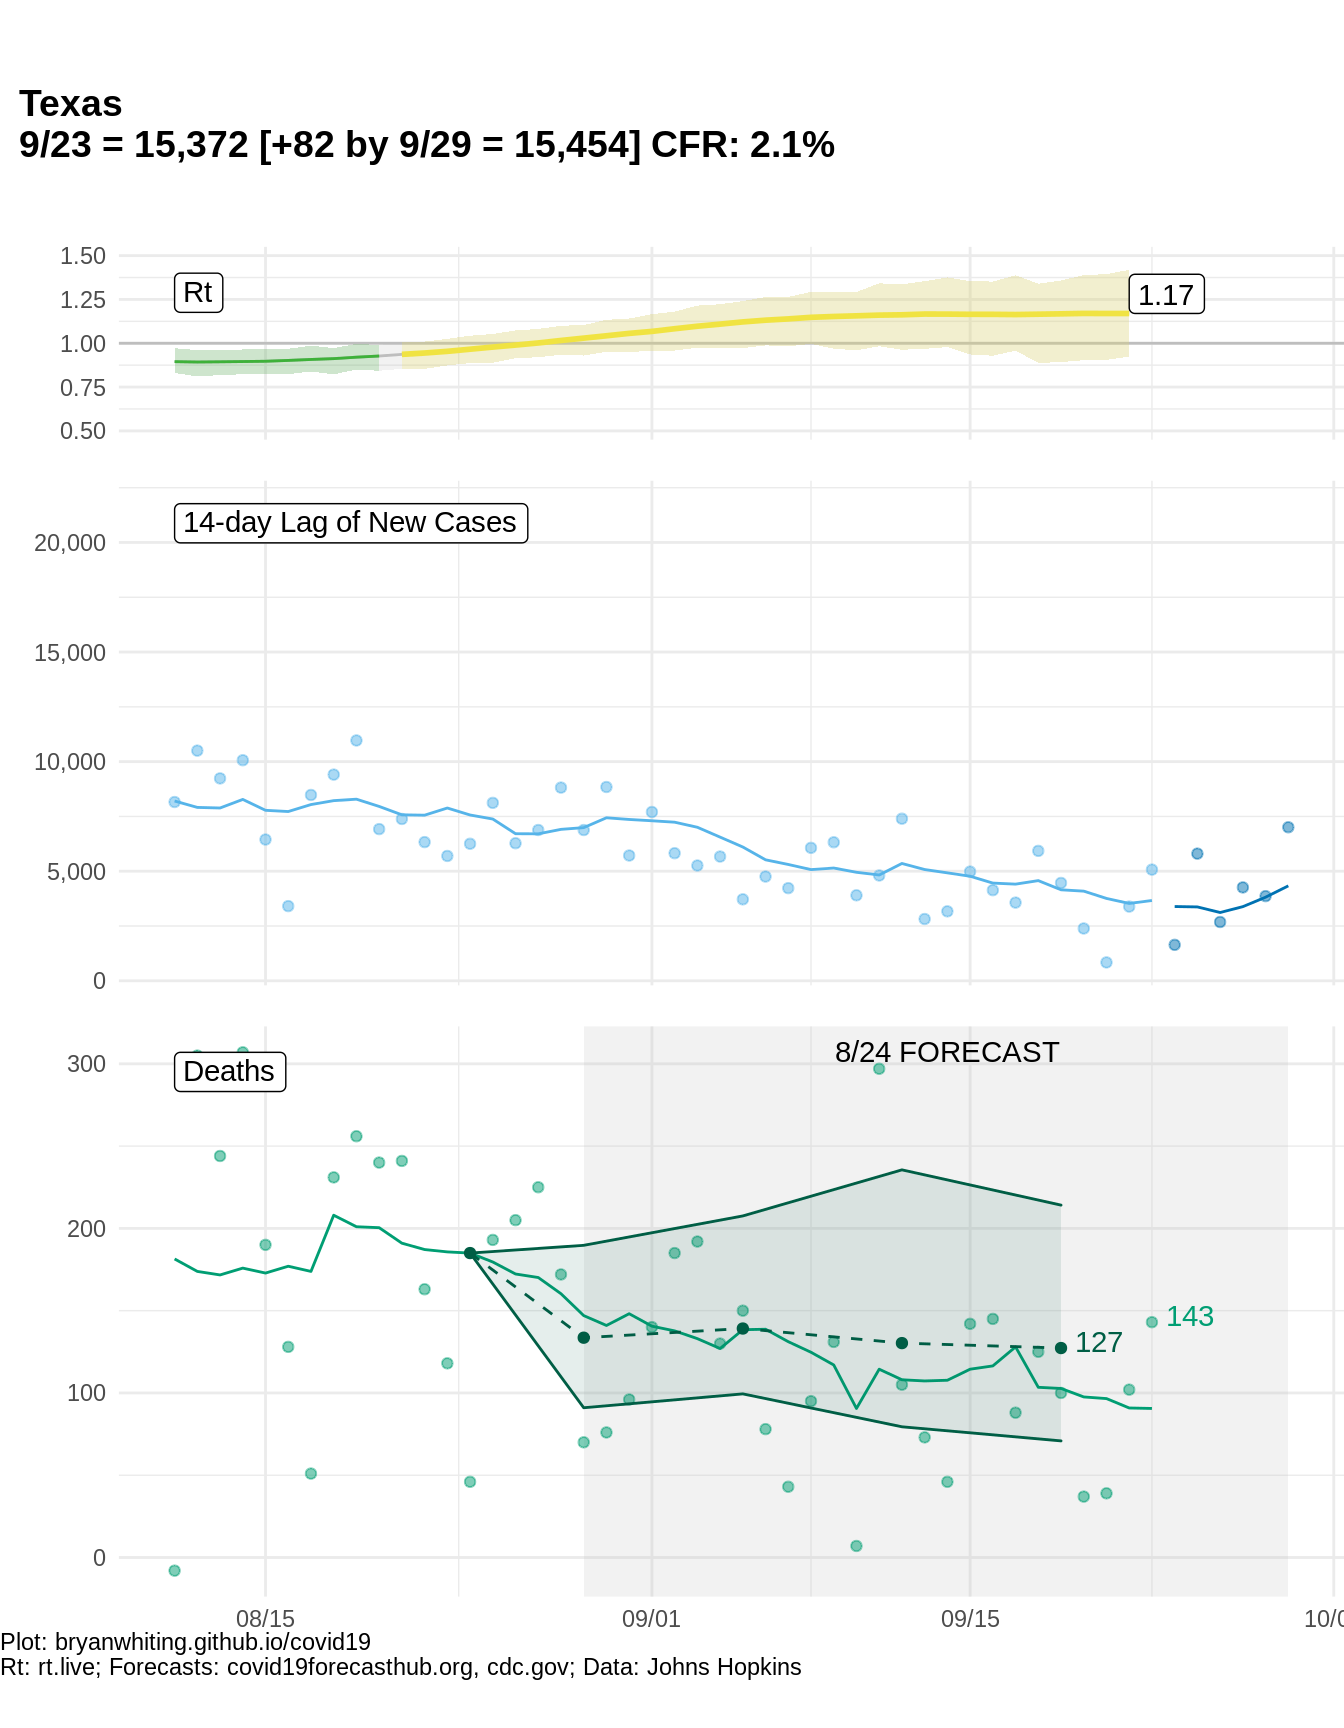 Texas
9/23 = 15,372 [+82 by 9/29 = 15,454] CFR: 2.1%
1.50
1.25
1.00
0.75
0.50
Rt
1.17
20,000
15,000
10,000
5,000
0
14-day Lag of New Cases
300
200
100
0
Deaths
8/24 FORECAST
143
127
08/15
09/01
09/15
10/0
Plot: bryanwhiting.github.io/covid19
Rt: rt.live; Forecasts: covid19forecasthub.org, cdc.gov; Data: Johns Hopkins